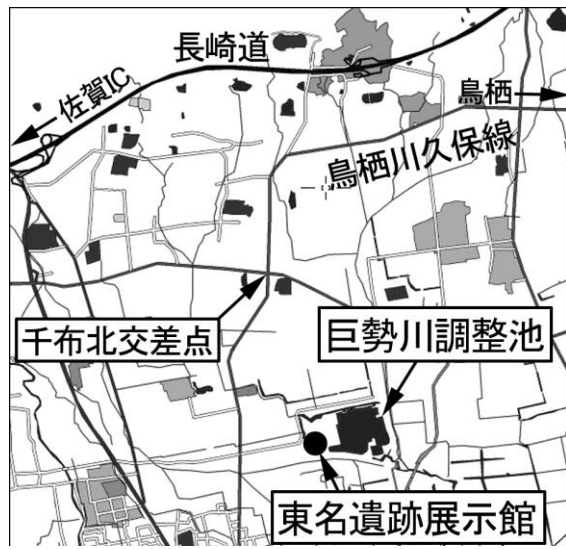 長崎道
佐賀IC
鳥栖
鳥栖川久保線
千布北交差点
巨勢川調整池
東名遺跡展示館